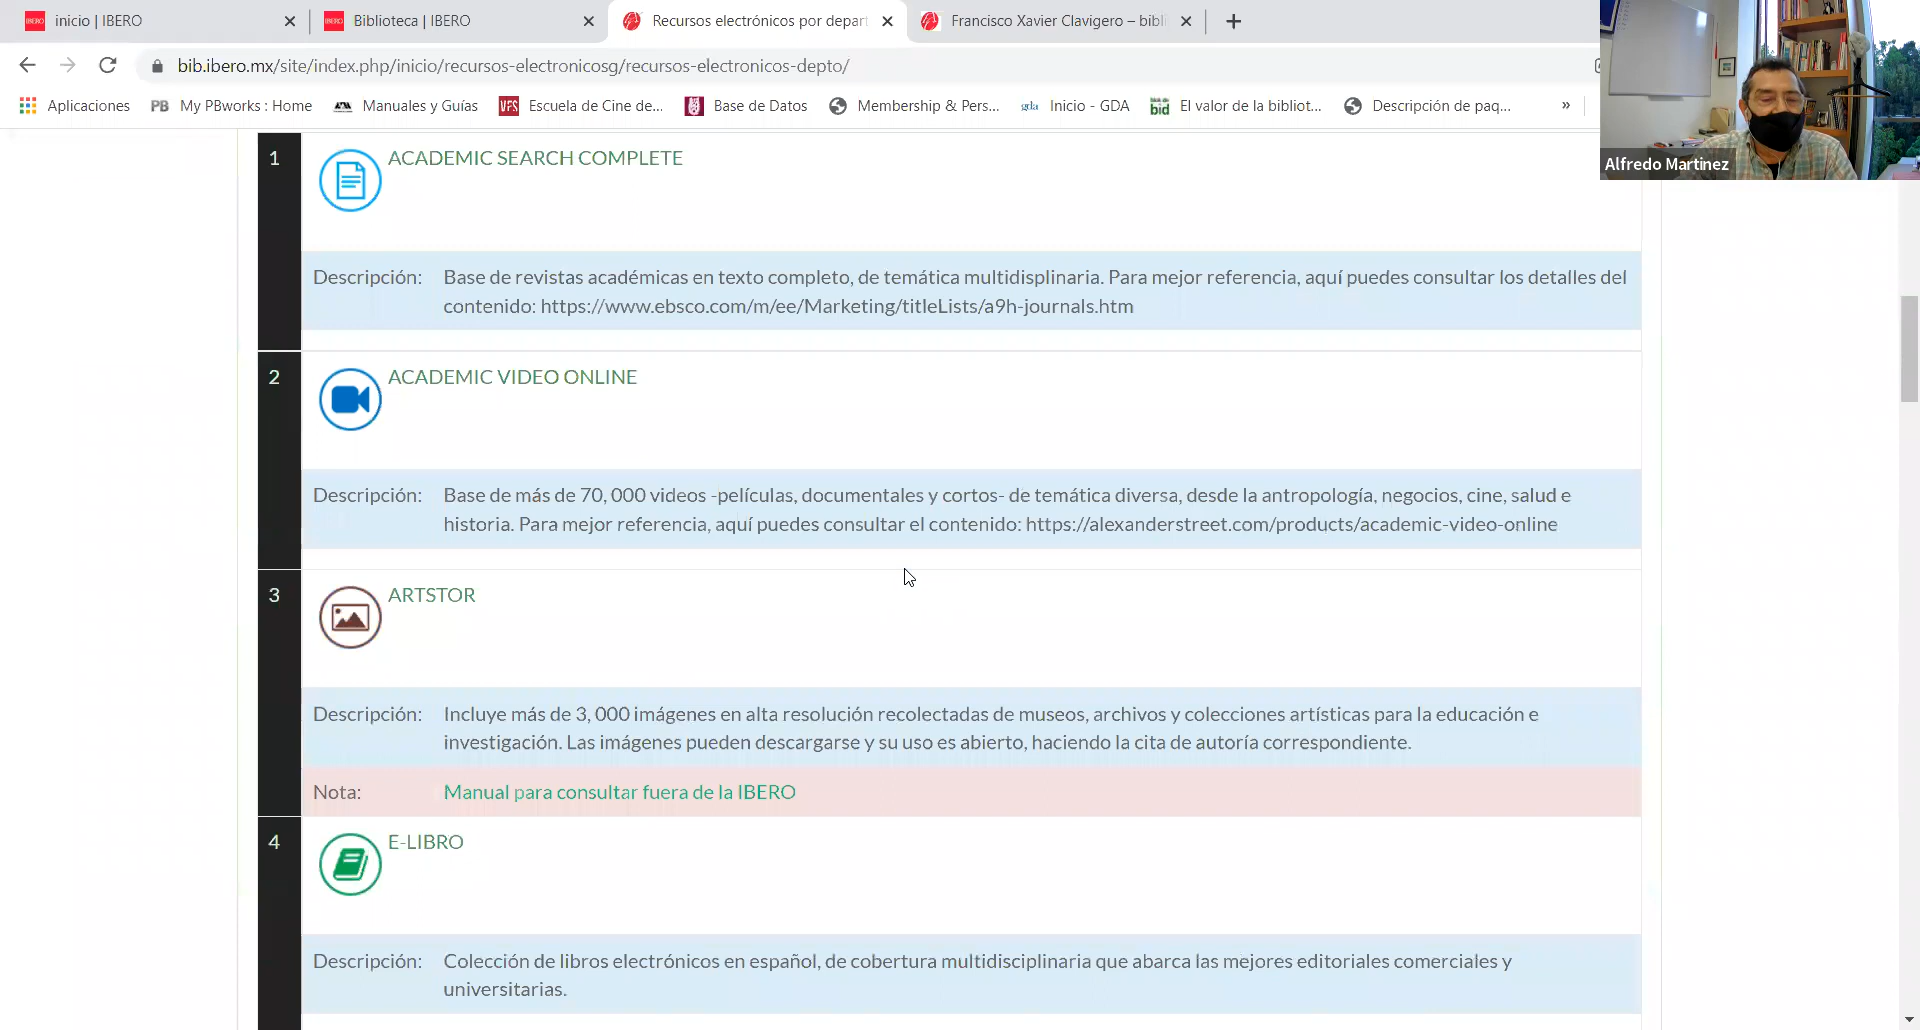 inicio | IBERO
Biblioteca | IBERO
Recursos electrónicos por depart
Francisco Xavier Clavigero – bibli
bib.ibero.mx/site/index.php/inicio/recursos-electronicosg/recursos-electronicos-depto/
Aplicaciones
PB My PBworks : Home
Manuales y Guías
VFS Escuela de Cine de...
Base de Datos
Membership & Pers...
gda Inicio - GDA
bid El valor de la bibliot...
Descripción de paq...
»
Alfredo Martinez
1 ACADEMIC SEARCH COMPLETE
Descripción: Base de revistas académicas en texto completo, de temática multidisplinaria. Para mejor referencia, aquí puedes consultar los detalles del
contenido: https://www.ebsco.com/m/ee/Marketing/titleLists/a9h-journals.htm
2 ACADEMIC VIDEO ONLINE
Descripción: Base de más de 70, 000 videos -películas, documentales y cortos- de temática diversa, desde la antropología, negocios, cine, salud e
historia. Para mejor referencia, aquí puedes consultar el contenido: https://alexanderstreet.com/products/academic-video-online
3 ARTSTOR
Descripción: Incluye más de 3, 000 imágenes en alta resolución recolectadas de museos, archivos y colecciones artísticas para la educación e
investigación. Las imágenes pueden descargarse y su uso es abierto, haciendo la cita de autoría correspondiente.
Nota: Manual para consultar fuera de la IBERO
4 E-LIBRO
Descripción: Colección de libros electrónicos en español, de cobertura multidisciplinaria que abarca las mejores editoriales comerciales y
universitarias.